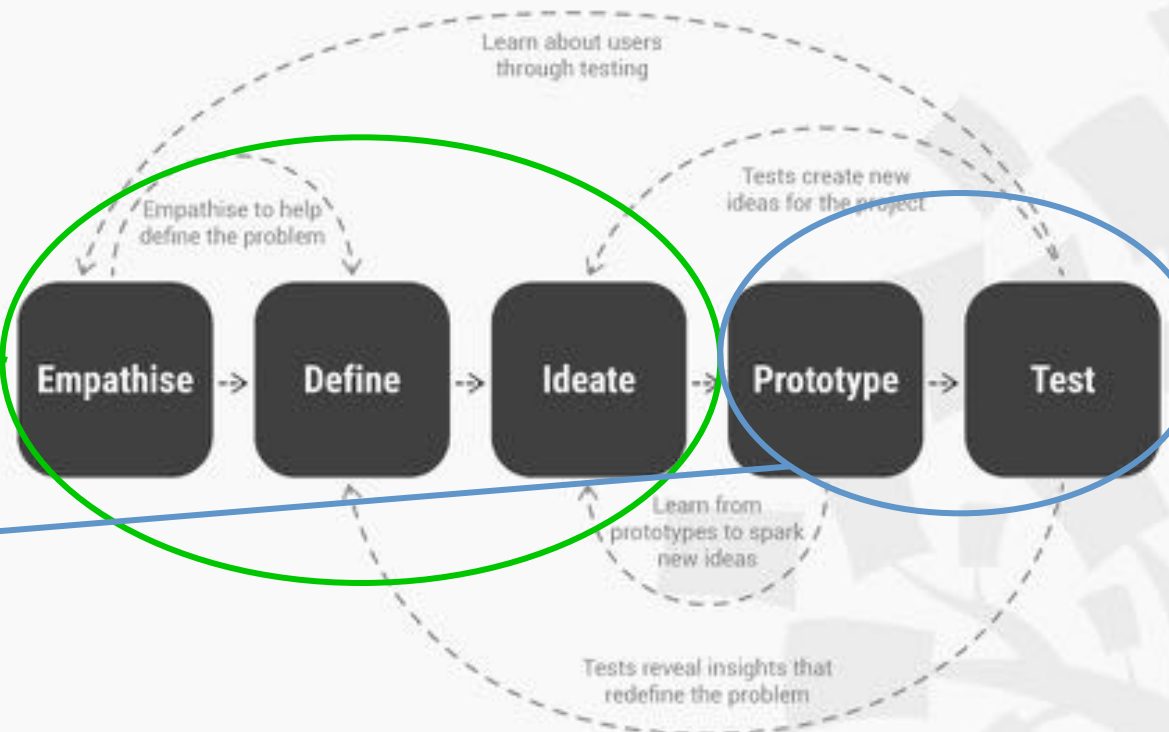 Learn about users
through testing
Tests create new
ideas for the project
Empathise to help
define the problem
Empathise
Define
Ideate
Prototype
Test
Learn from
prototypes to spark
new ideas
Tests reveal insights that
redefine the problem